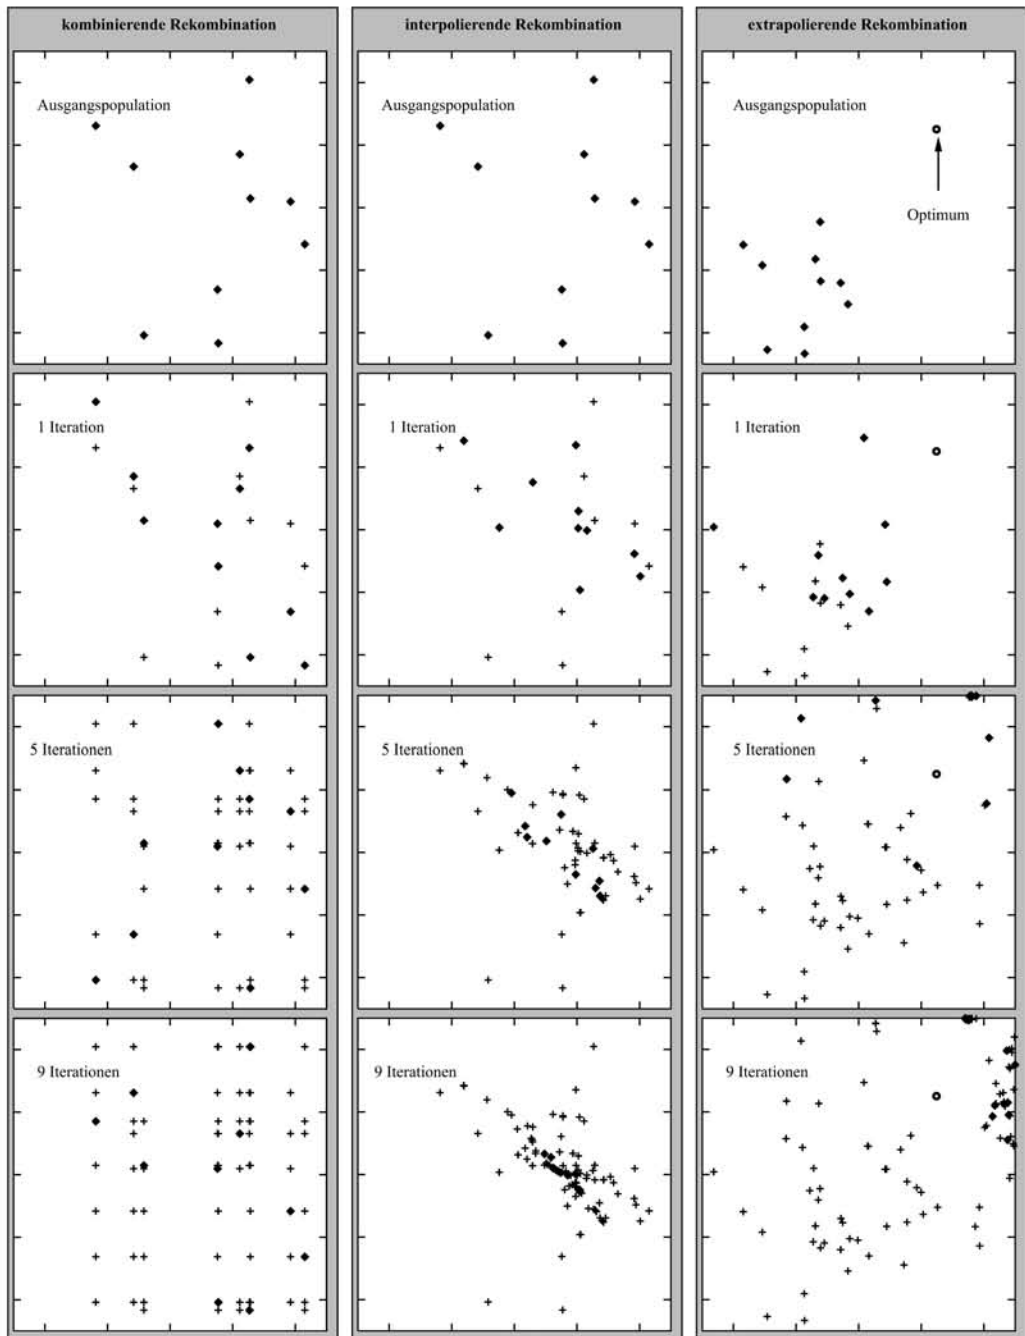 kombinierende Rekombination
interpolierende Rekombination
extrapolierende Rekombination
Ausgangspopulation
Ausgangspopulation
Ausgangspopulation
Optimum
1 Iteration
1 Iteration
1 Iteration
5 Iterationen
5 Iterationen
5 Iterationen
9 Iterationen
9 Iterationen
9 Iterationen